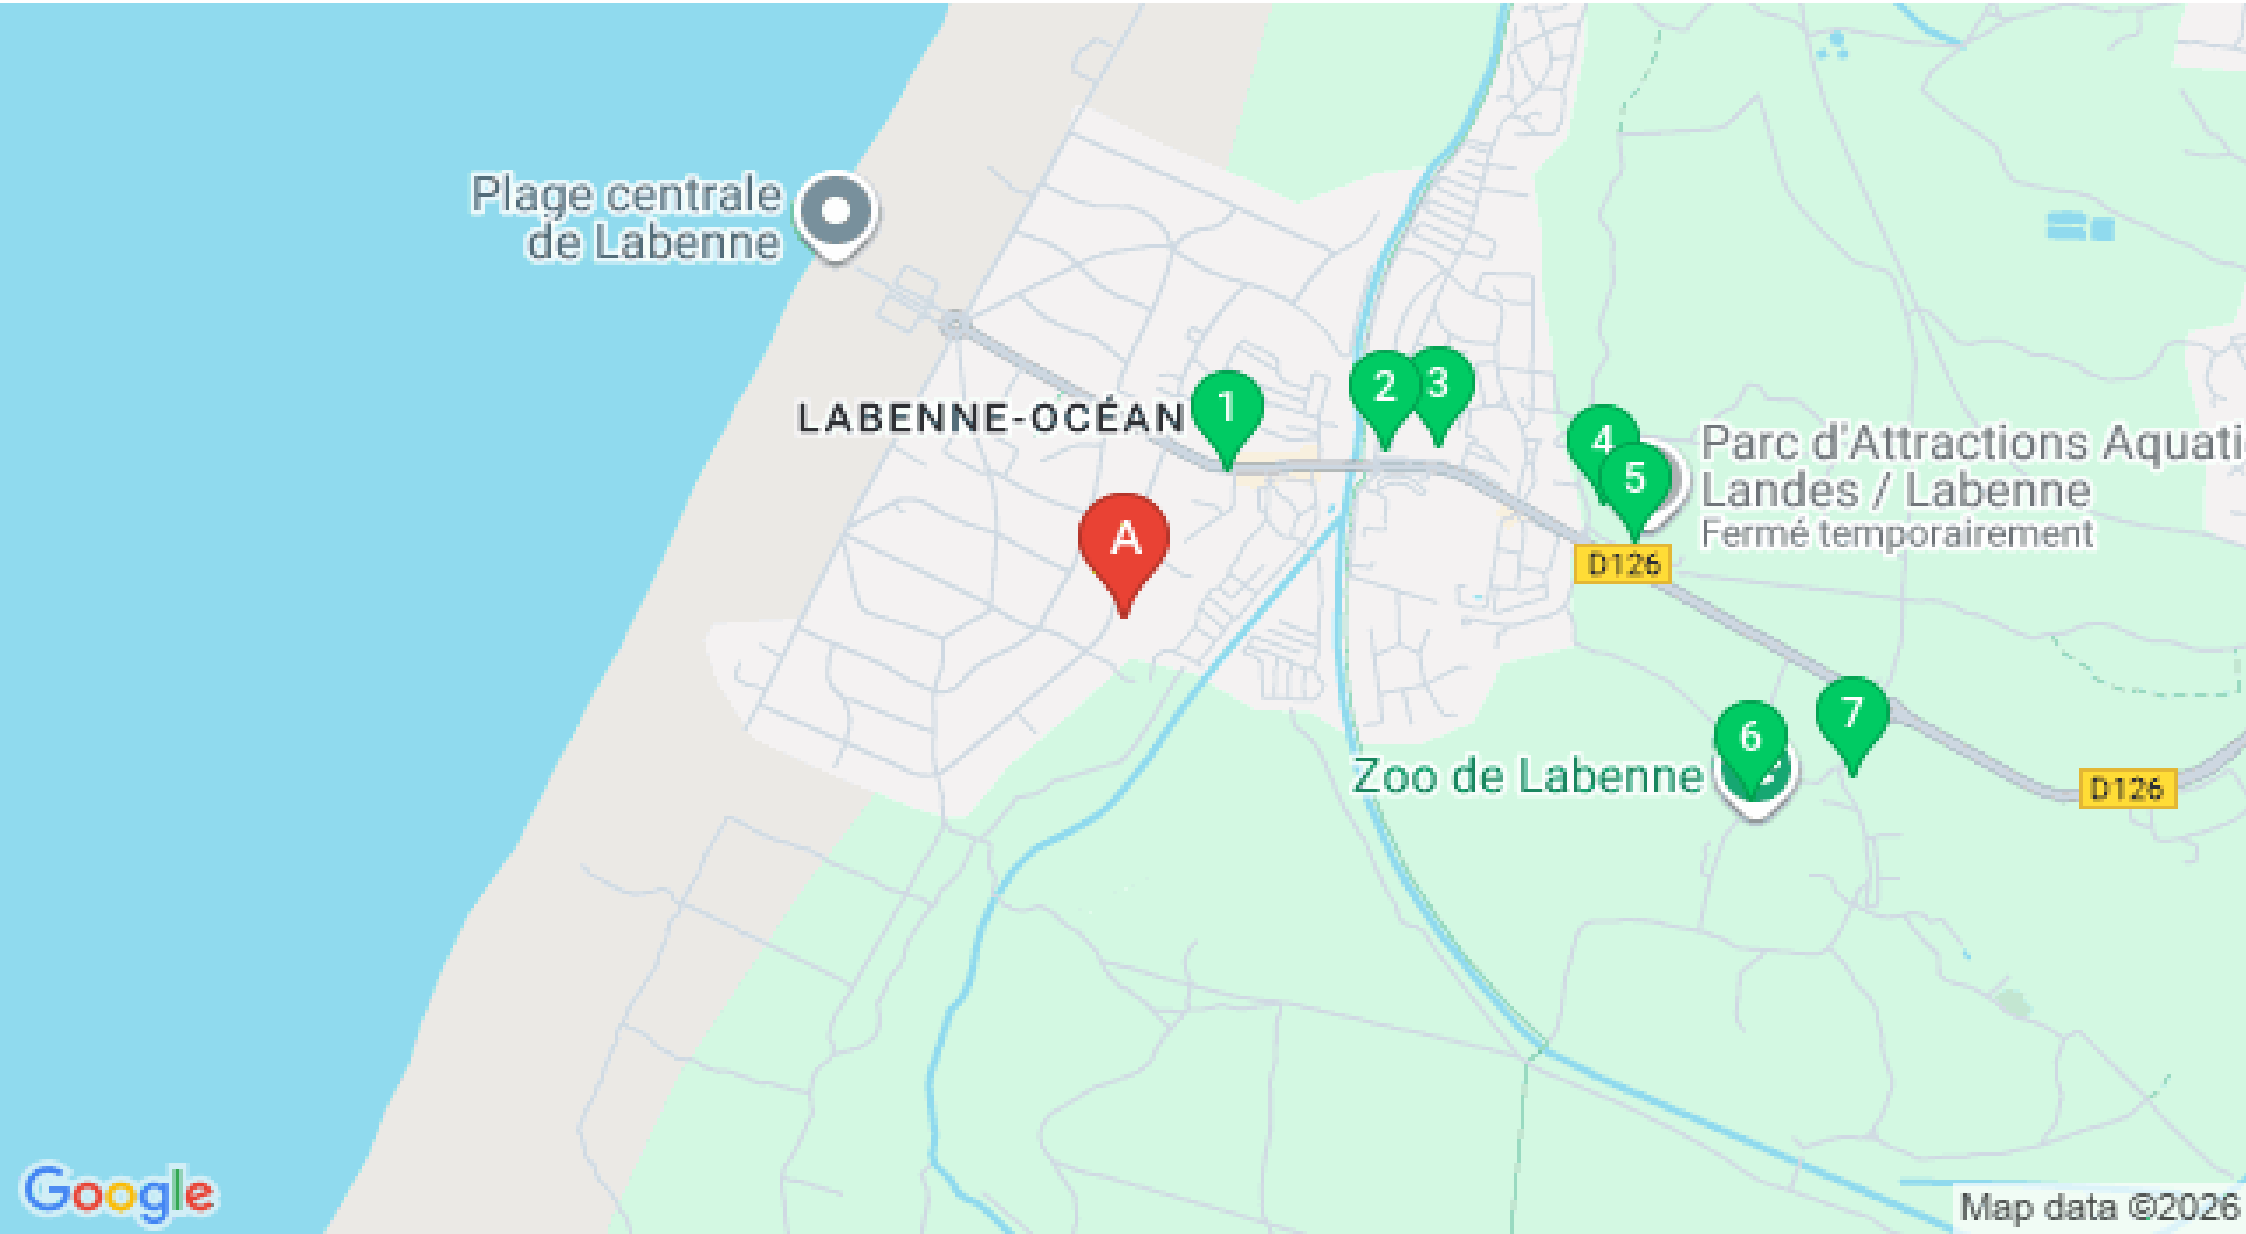 Plage centrale
de Labenne
LABENNE-OCÉAN
1
2
3
4
5
Parc d'Attractions Aquati
Landes / Labenne
Fermé temporairement
D126
A
7
6
Zoo de Labenne
D126
Google
Map data ©2026